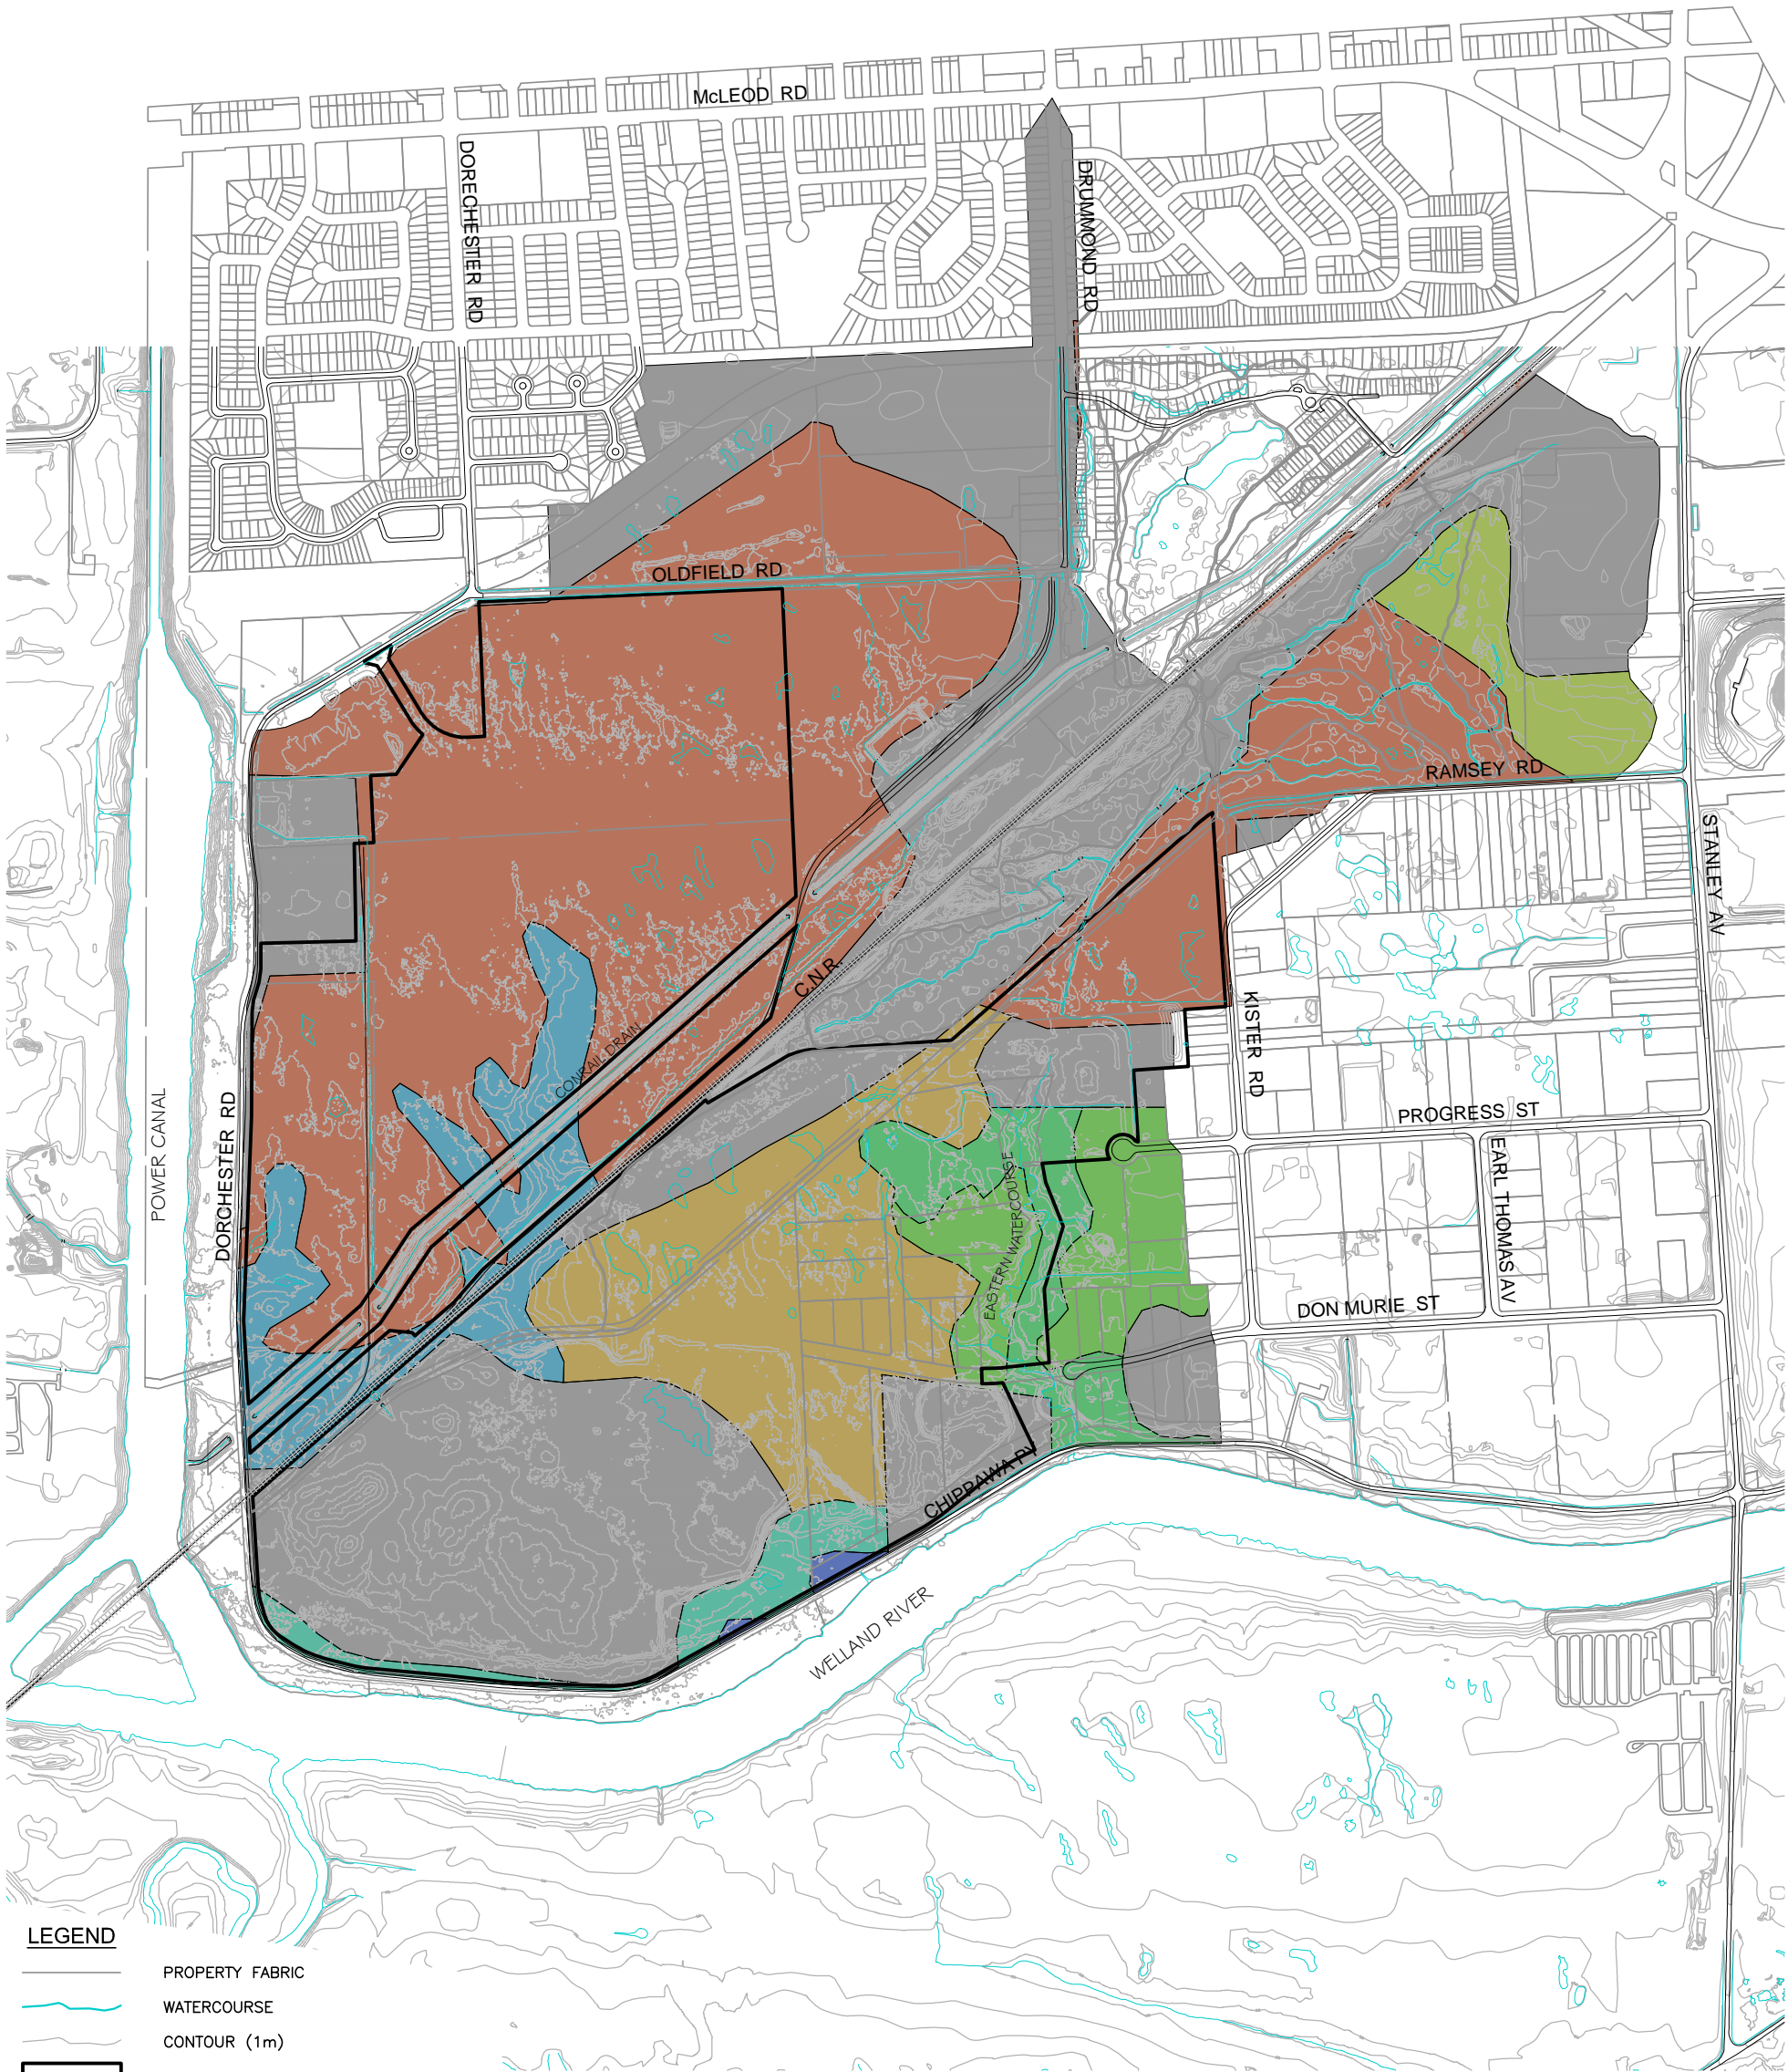 McLEOD RD
DORECHESTER RD
DRUMMOND RD
OLDFIELD RD
RAMSEY RD
STANLEY AV
C.N.R.
CONRAIL DRAIN
KISTER RD
PROGRESS ST
EARL THOMAS AV
POWER CANAL
DORCHESTER RD
EASTERN WATERCOURSE
DON MURIE ST
CHIPPAWA PY
WELLAND RIVER
LEGEND
PROPERTY FABRIC
WATERCOURSE
CONTOUR (1m)